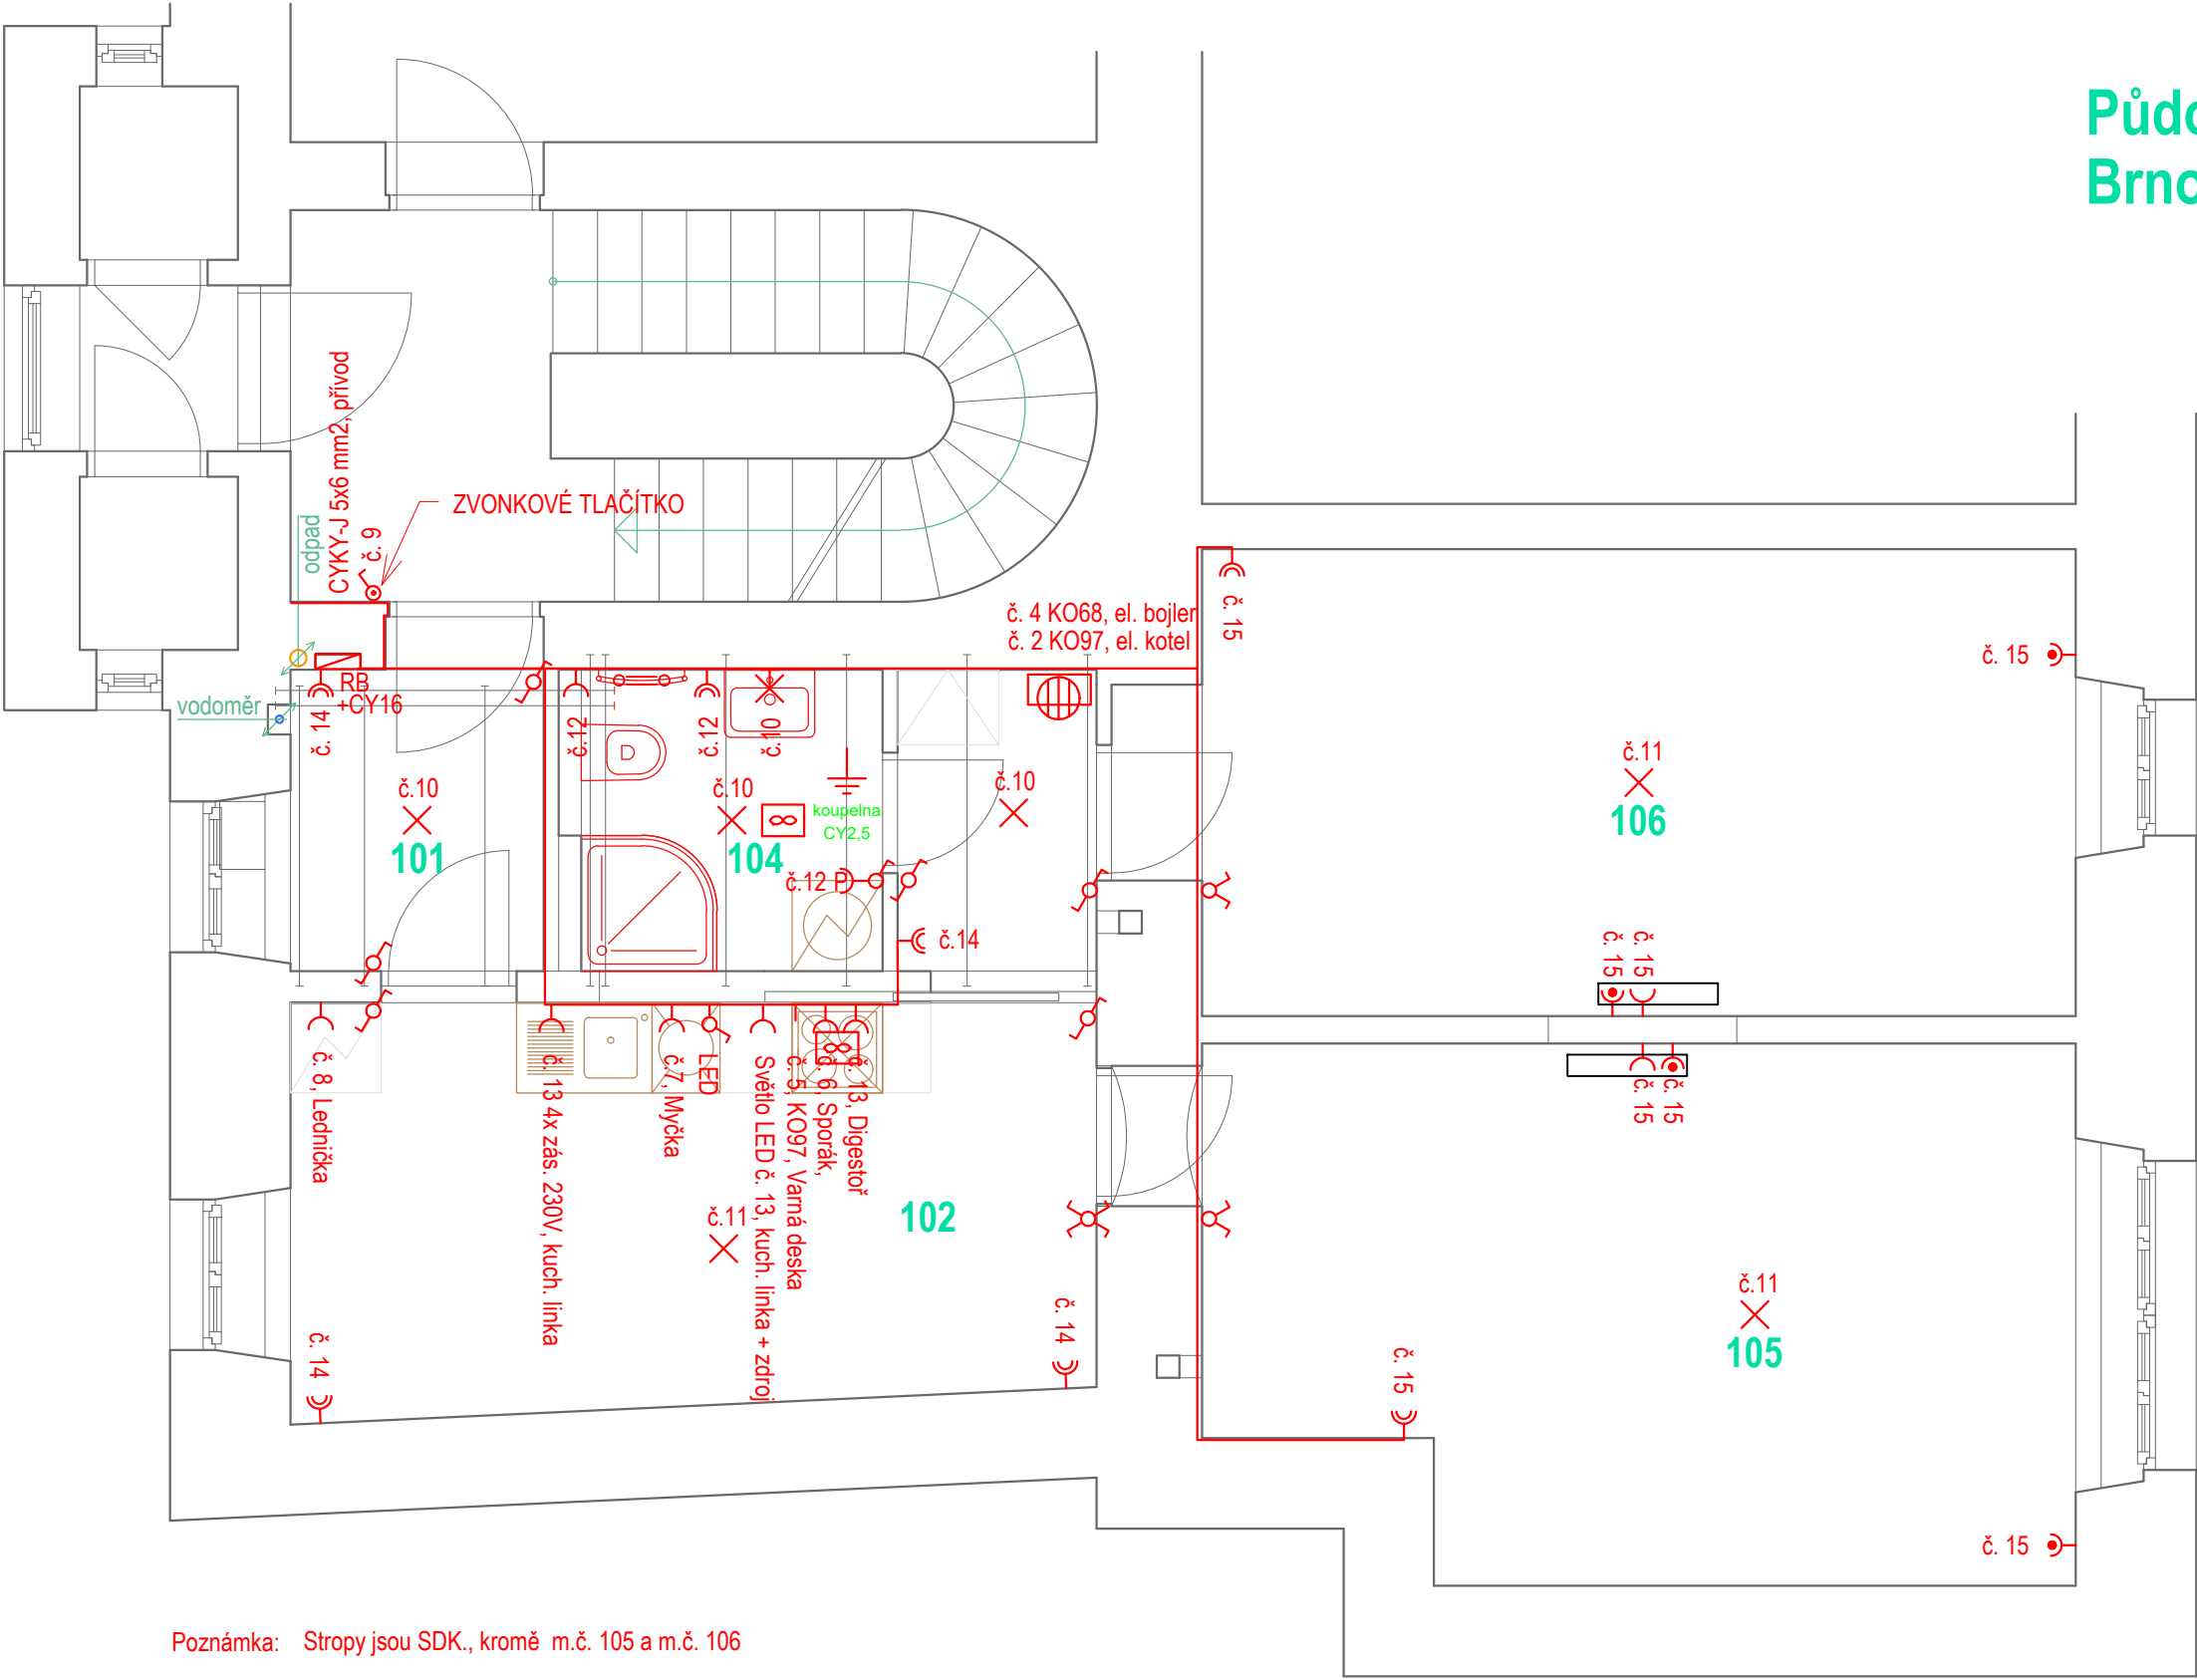 Půdo
Brno
CYKY-J 5x6 mm2, přívod
odpad
č. 9
ZVONKOVÉ TLAČÍTKO
č. 4 KO68, el. bojler
č. 2 KO97, el. kotel
č. 15
č. 15
vodoměr
RB
+CY16
č. 14
č.12
č.12
č.10
č.10
101
č.10
104
koupelna
CY2,5
č.10
č.11
106
č.12 P
č.14
č. 15
č. 15
č. 15
č. 15
č. 8, Lednička
č. 13 4x zás. 230V, kuch. linka
č.7, Myčka
LED
Světlo LED č. 13, kuch. linka + zdroj
č. 5, KO97, Varná deska
č. 6, Sporák,
č. 13, Digestoř
č.11
102
č. 14
č. 14
č.11
105
č. 15
č. 15
Poznámka: Stropy jsou SDK., kromě m.č. 105 a m.č. 106